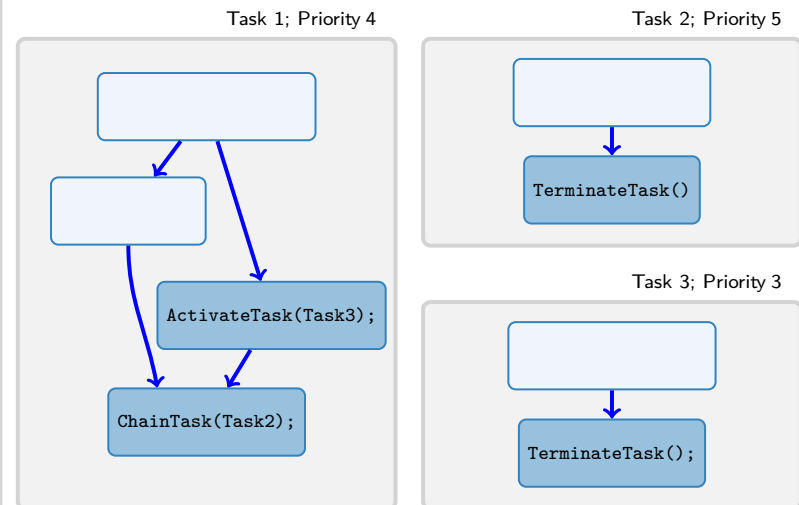 Task 1; Priority 4
ActivateTask(Task3);
ChainTask(Task2);
Task 2; Priority 5
TerminateTask()
Task 3; Priority 3
TerminateTask();